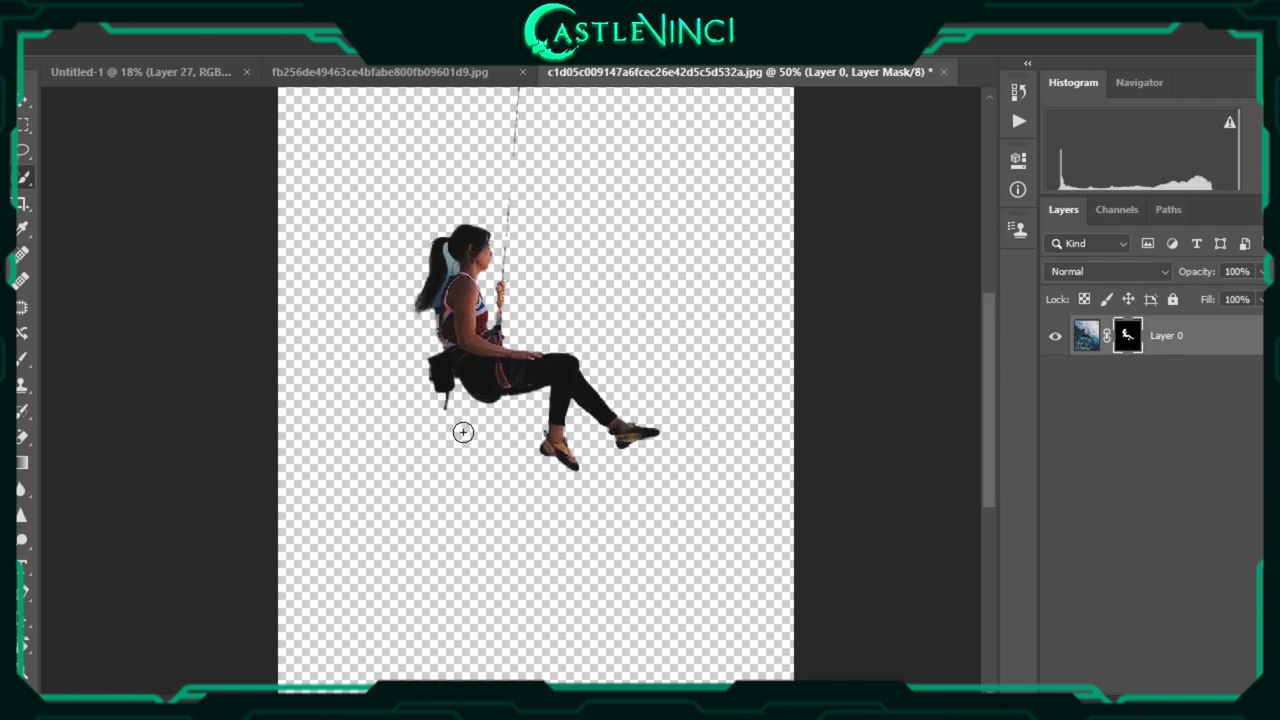 CASTLEVINCI
Untitled-1 @ 18% (Layer 27, RGB...
fb256de49463ce4bfabe800fb09601d9.jpg
c1d05c009147a6fcec26e42d5c5d532a.jpg @ 50% (Layer 0, Layer Mask/8) *
Histogram Navigator
Layers Channels Paths
Kind
Normal Opacity: 100%
Lock: Fill: 100%
Layer 0